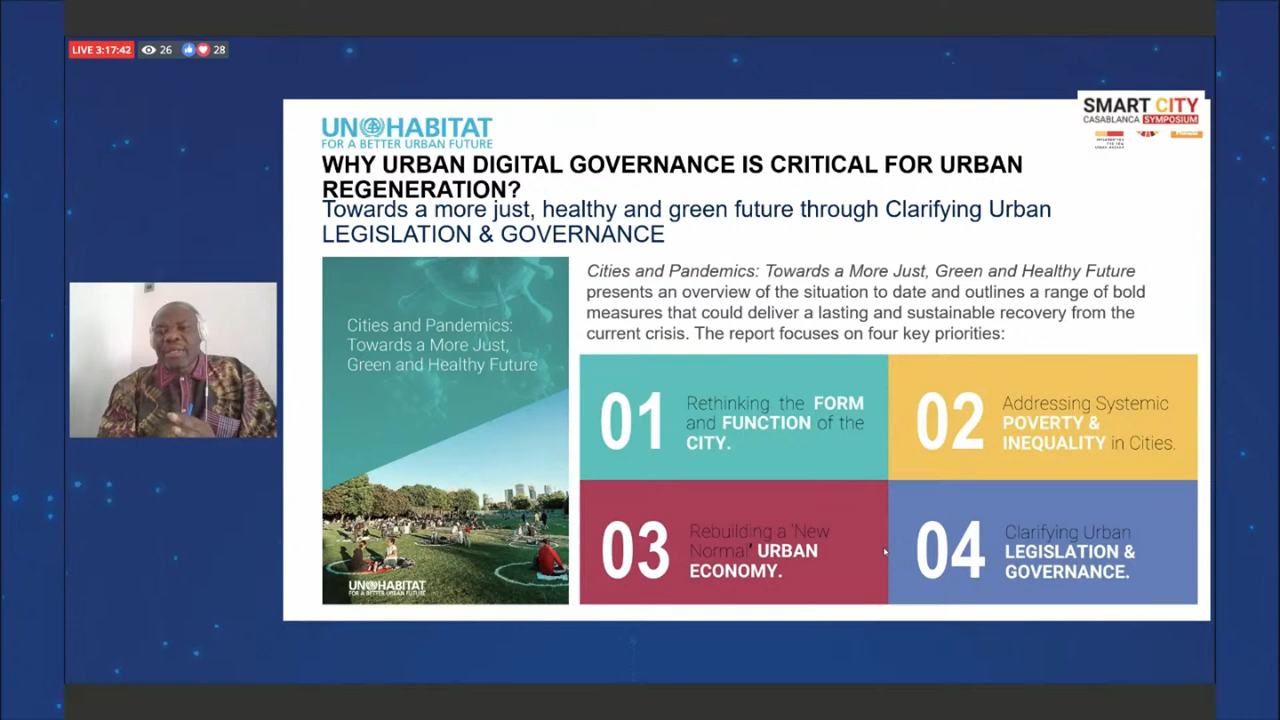 LIVE 3:17:42 26 28
SMART CITY
CASABLANCA SYMPOSIUM
UN HABITAT
FOR A BETTER URBAN FUTURE
WHY URBAN DIGITAL GOVERNANCE IS CRITICAL FOR URBAN
REGENERATION?
Towards a more just, healthy and green future through Clarifying Urban
LEGISLATION & GOVERNANCE
Cities and Pandemics:
Towards a More Just,
Green and Healthy Future
UN HABITAT
FOR A BETTER URBAN FUTURE
Cities and Pandemics: Towards a More Just, Green and Healthy Future
presents an overview of the situation to date and outlines a range of bold
measures that could deliver a lasting and sustainable recovery from the
current crisis. The report focuses on four key priorities:
01
Rethinking the FORM
and FUNCTION of the
CITY.
02
Addressing Systemic
POVERTY &
INEQUALITY in Cities.
03
Rebuilding a 'New
Normal' URBAN
ECONOMY.
04
Clarifying Urban
LEGISLATION &
GOVERNANCE.